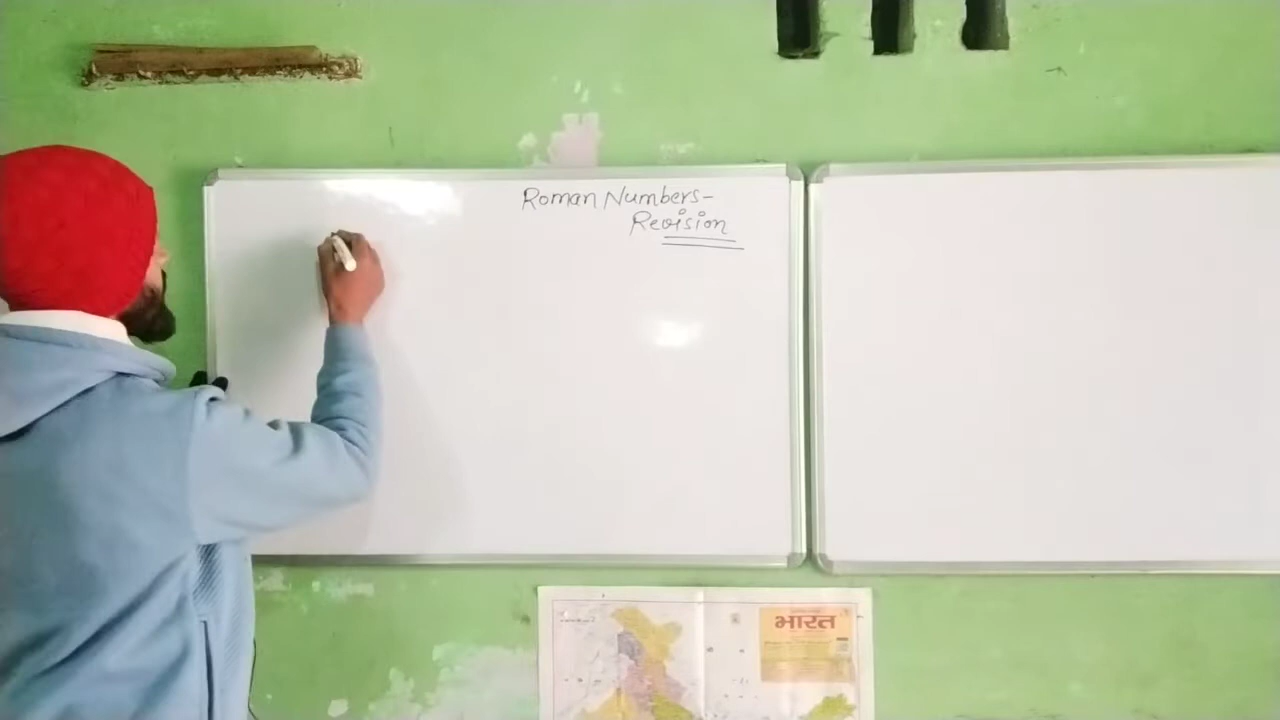 Roman Numbers-
Revision
भारत